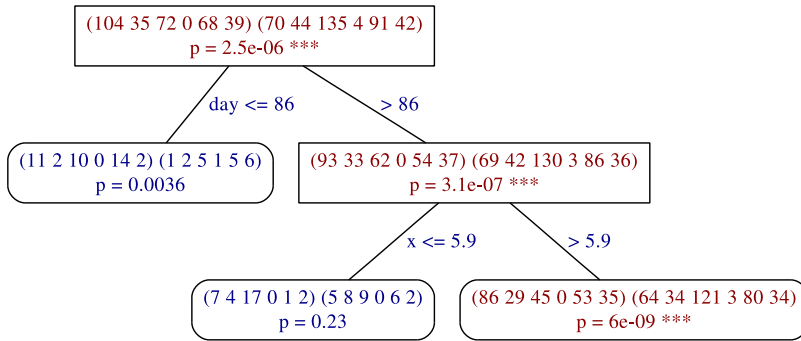 (104 35 72 0 68 39) (70 44 135 4 91 42)
p = 2.5e-06 ***
day <= 86
> 86
(11 2 10 0 14 2) (1 2 5 1 5 6)
p = 0.0036
(93 33 62 0 54 37) (69 42 130 3 86 36)
p = 3.1e-07 ***
x <= 5.9
> 5.9
(7 4 17 0 1 2) (5 8 9 0 6 2)
p = 0.23
(86 29 45 0 53 35) (64 34 121 3 80 34)
p = 6e-09 ***